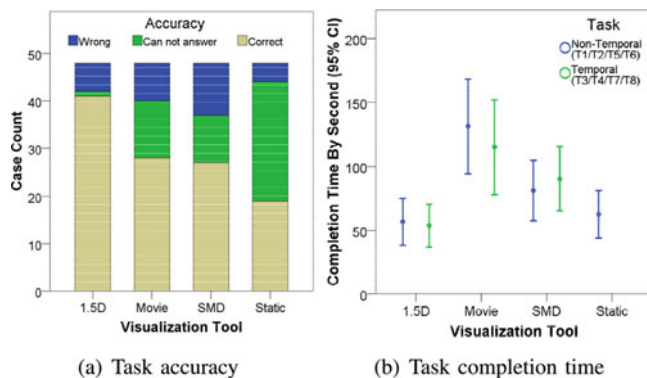 Accuracy
Wrong Can not answer Correct
Case Count
50
40
30
20
10
0
1.5D Movie SMD Static
Visualization Tool
(a) Task accuracy
Task
Non-Temporal
(T1/T2/T5/T6)
Temporal
(T3/T4/T7/T8)
Completion Time By Second (95% CI)
200
150
100
50
0
1.5D Movie SMD Static
Visualization Tool
(b) Task completion time